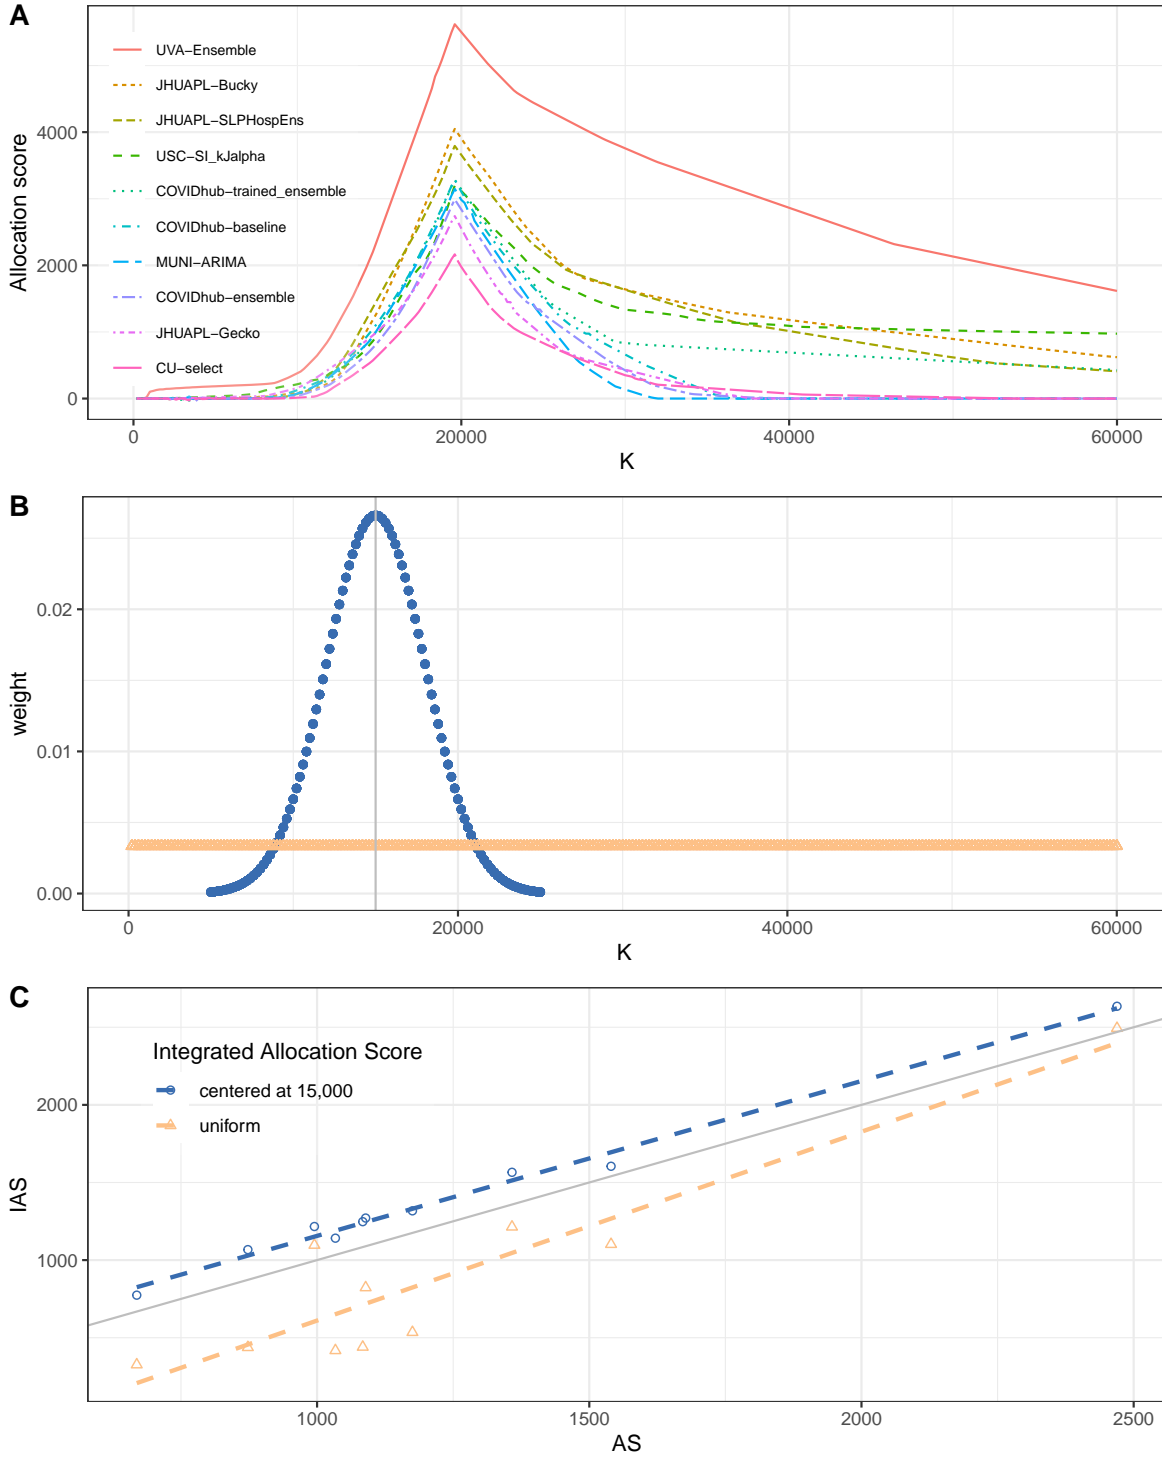 A
Allocation score
4000
2000
0
UVA−Ensemble
JHUAPL−Bucky
JHUAPL−SLPHospEns
USC−SI_kJalpha
COVIDhub−trained_ensemble
COVIDhub−baseline
MUNI−ARIMA
COVIDhub−ensemble
JHUAPL−Gecko
CU−select
0 20000 40000 60000
K
B
weight
0.02
0.01
0.00
0 20000 40000 60000
K
C
IAS
2000
1000
Integrated Allocation Score
centered at 15,000
uniform
1000 1500 2000 2500
AS